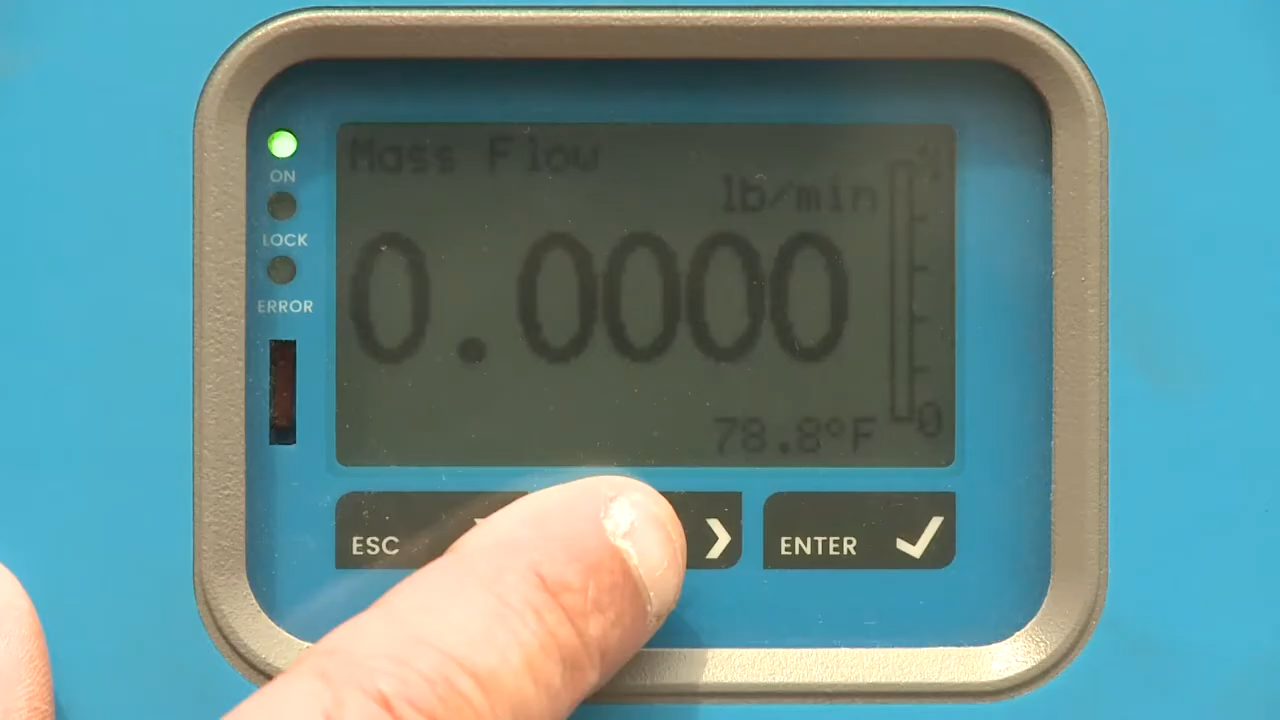 Mass Flow
ON
lb/min
LOCK
0.0000
ERROR
78.8°F
0
ESC
ENTER